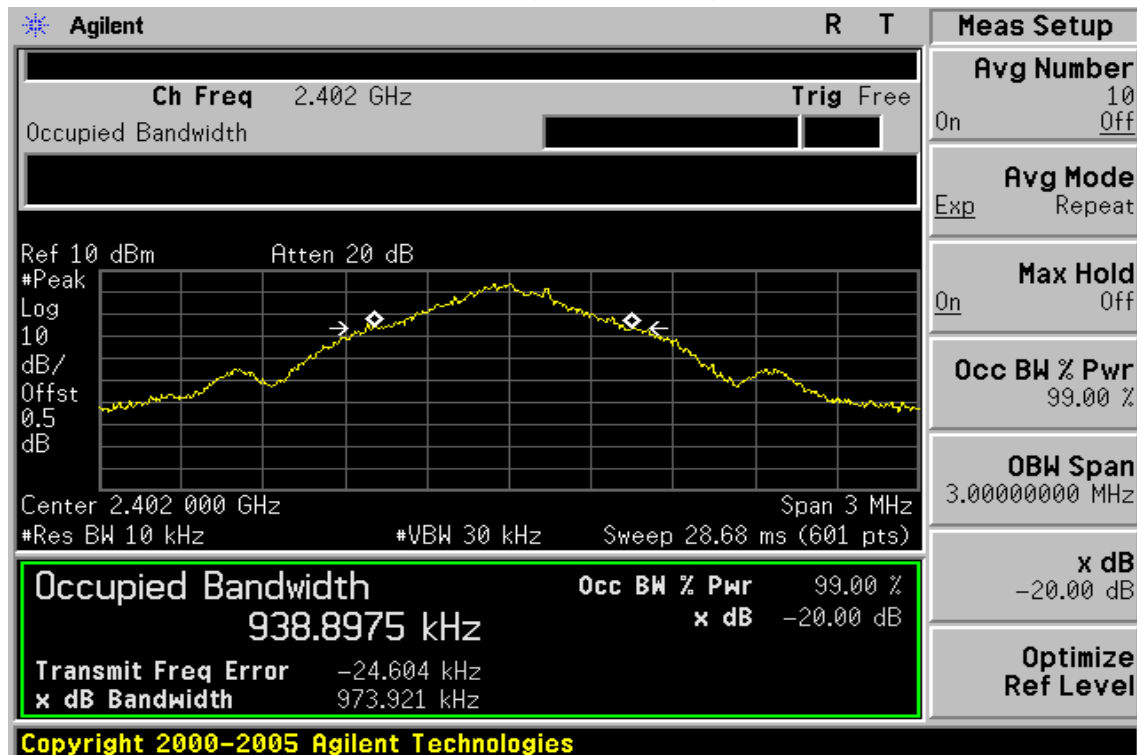 Agilent R T
Ch Freq 2.402 GHz Trig Free
Occupied Bandwidth
Ref 10 dBm Atten 20 dB
#Peak
Log
10
dB/
Offst
0.5
dB
Center 2.402 000 GHz Span 3 MHz
#Res BW 10 kHz #VBW 30 kHz Sweep 28.68 ms (601 pts)
Occupied Bandwidth
938.8975 kHz
Occ BW % Pwr 99.00 %
x dB -20.00 dB
Transmit Freq Error -24.604 kHz
x dB Bandwidth 973.921 kHz
Copyright 2000-2005 Agilent Technologies
Meas Setup
Avg Number
10
On Off
Avg Mode
Exp Repeat
Max Hold
On Off
Occ BW % Pwr
99.00 %
OBW Span
3.00000000 MHz
x dB
-20.00 dB
Optimize
Ref Level